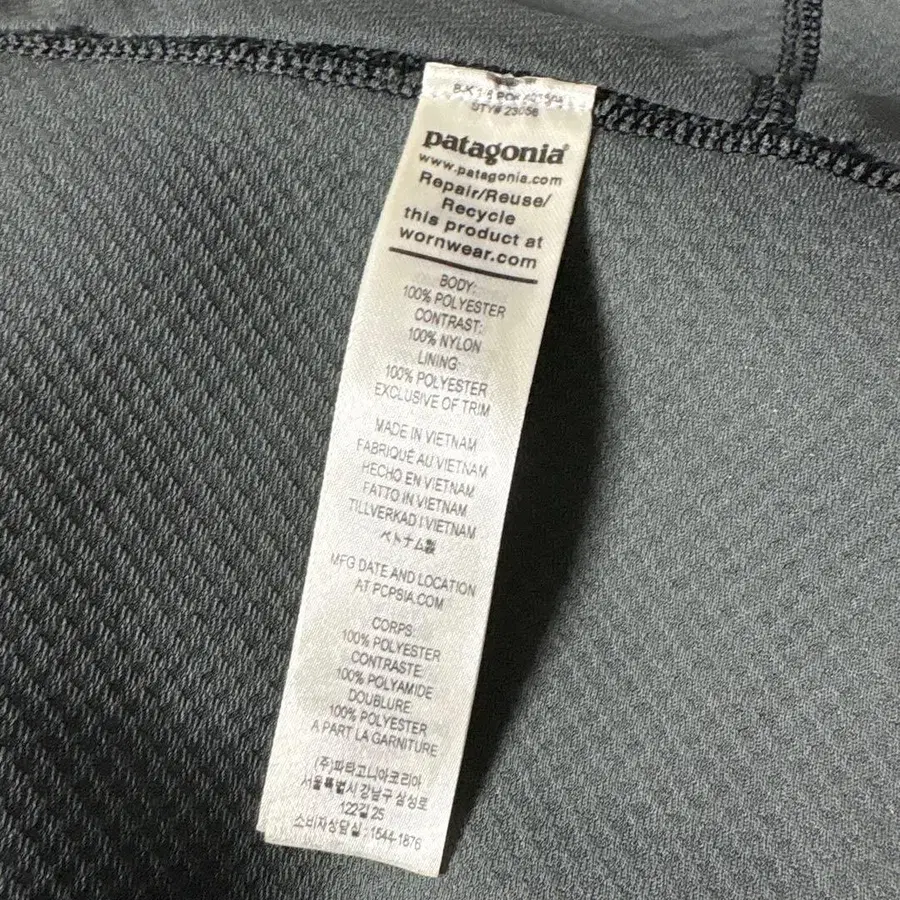 STY# 23056
patagonia®
www.patagonia.com
Repair/Reuse/
Recycle
this product at
wornwear.com
BODY:
100% POLYESTER
CONTRAST:
100% NYLON
LINING:
100% POLYESTER
EXCLUSIVE OF TRIM
MADE IN VIETNAM
FABRIQUÉ AU VIETNAM
HECHO EN VIETNAM
FATTO IN VIETNAM
TILLVERKAD I VIETNAM
ベトナム製
MFG DATE AND LOCATION
AT PCPSIA.COM
CORPS:
100% POLYESTER
CONTRASTE:
100% POLYAMIDE
DOUBLURE:
100% POLYESTER
A PART LA GARNITURE
(주)파타고니아코리아
서울특별시 강남구 삼성로
122길 25
소비자상담실 : 1544-1876